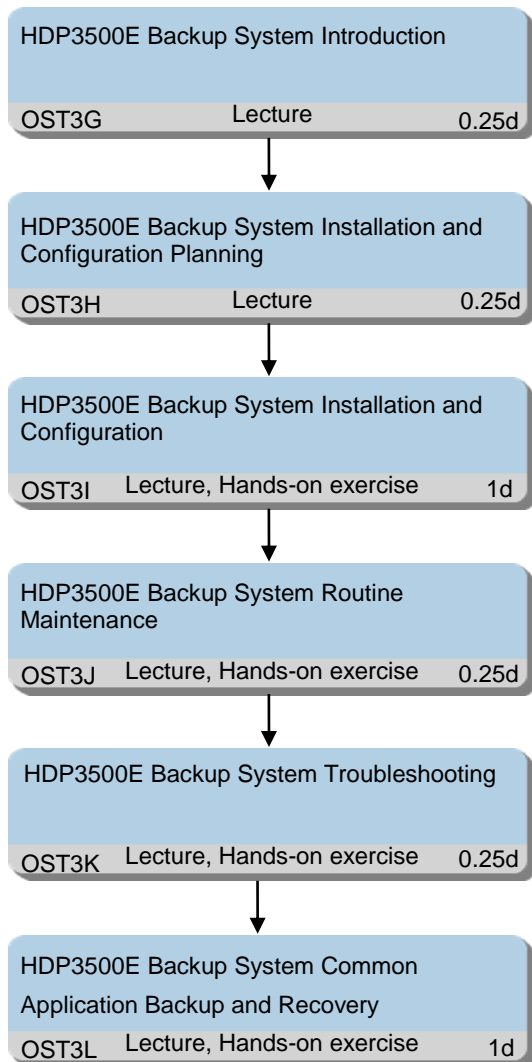 HDP3500E Backup System Introduction
OST3G Lecture 0.25d
HDP3500E Backup System Installation and
Configuration Planning
OST3H Lecture 0.25d
HDP3500E Backup System Installation and
Configuration
OST3I Lecture, Hands-on exercise 1d
HDP3500E Backup System Routine
Maintenance
OST3J Lecture, Hands-on exercise 0.25d
HDP3500E Backup System Troubleshooting
OST3K Lecture, Hands-on exercise 0.25d
HDP3500E Backup System Common
Application Backup and Recovery
OST3L Lecture, Hands-on exercise 1d